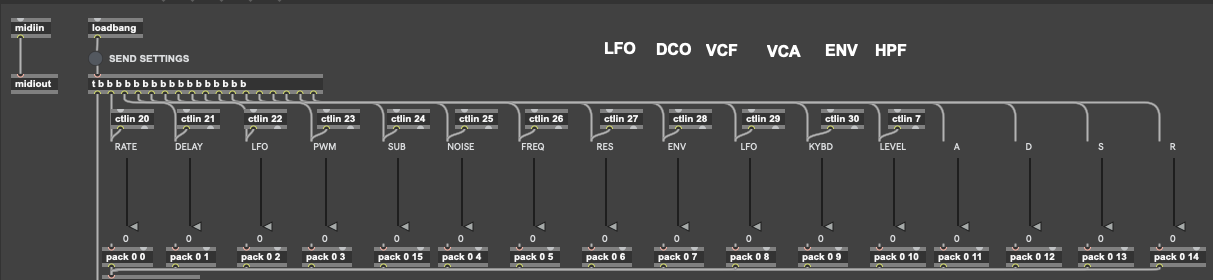 midiin loadbang
LFO DCO VCF VCA ENV HPF
SEND SETTINGS
midiout t b b b b b b b b b b b b b b b b b
ctlin 20 ctlin 21 ctlin 22 ctlin 23 ctlin 24 ctlin 25 ctlin 26 ctlin 27 ctlin 28 ctlin 29 ctlin 30 ctlin 7
RATE DELAY LFO PWM SUB NOISE FREQ RES ENV LFO KYBD LEVEL A D S R
0 0 0 0 0 0 0 0 0 0 0 0 0 0 0 0
pack 0 0 pack 0 1 pack 0 2 pack 0 3 pack 0 15 pack 0 4 pack 0 5 pack 0 6 pack 0 7 pack 0 8 pack 0 9 pack 0 10 pack 0 11 pack 0 12 pack 0 13 pack 0 14